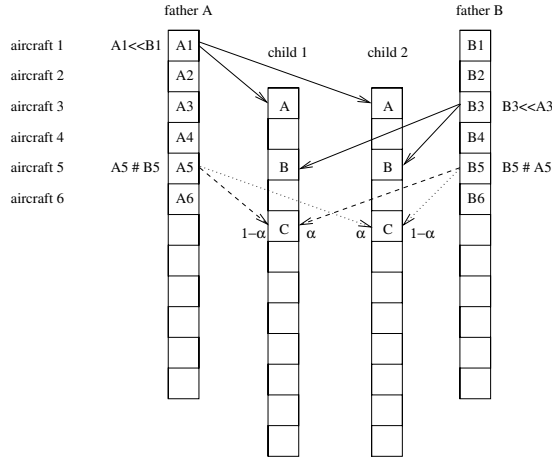 father A father B
aircraft 1 A1<<B1 A1 B1
child 1 child 2
aircraft 2 A2 B2
aircraft 3 A3 A A B3 B3<<A3
aircraft 4 A4 B4
aircraft 5 A5 # B5 A5 B B B5 B5 # A5
aircraft 6 A6 B6
1−α C α α C 1−α